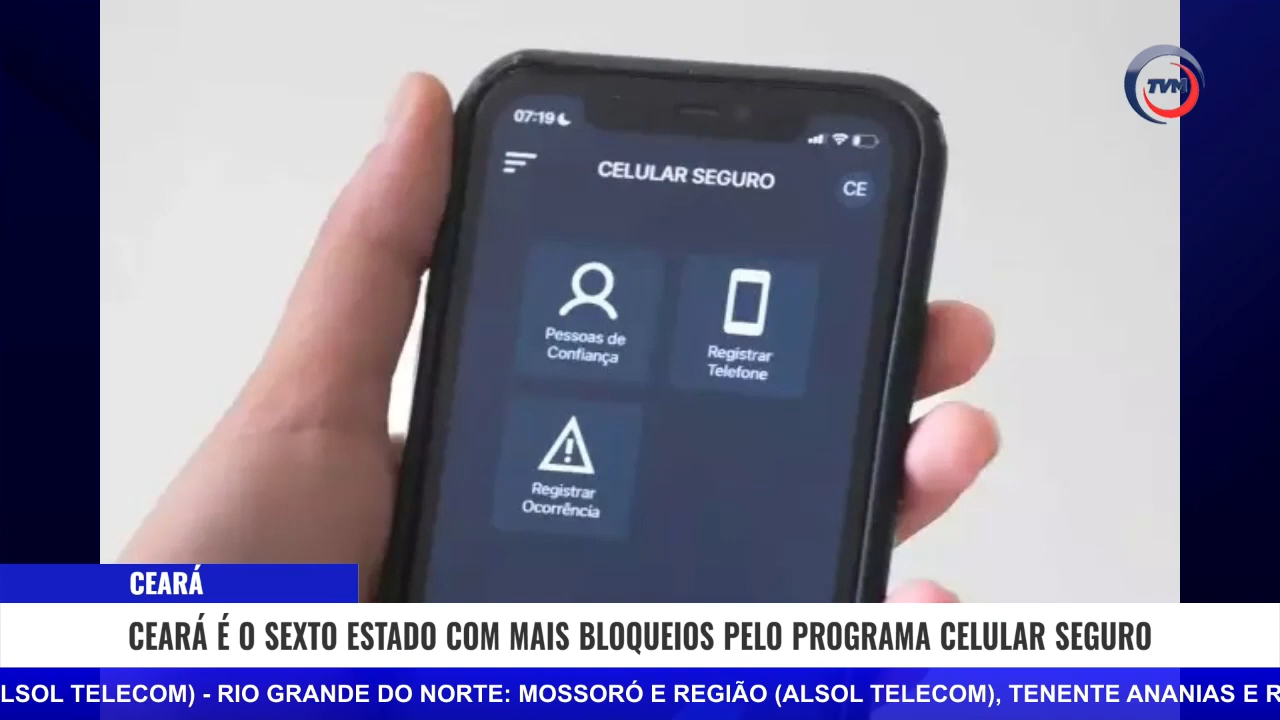 TVM
07:19
CELULAR SEGURO
CE
Pessoas de
Confiança
Registrar
Telefone
Registrar
Ocorrência
CEARÁ
CEARÁ É O SEXTO ESTADO COM MAIS BLOQUEIOS PELO PROGRAMA CELULAR SEGURO
LSOL TELECOM) - RIO GRANDE DO NORTE: MOSSORÓ E REGIÃO (ALSOL TELECOM), TENENTE ANANIAS E R